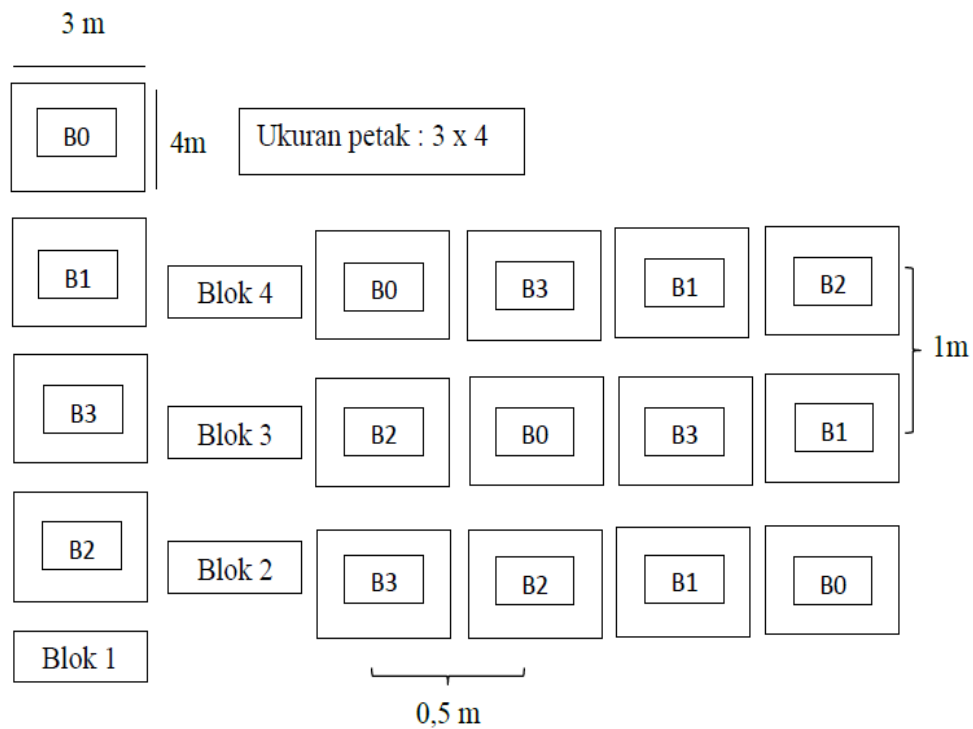 3 m
B0
4m
Ukuran petak : 3 x 4
B1
Blok 4
B0
B3
B1
B2
1m
B3
Blok 3
B2
B0
B3
B1
B2
Blok 2
B3
B2
B1
B0
Blok 1
0,5 m